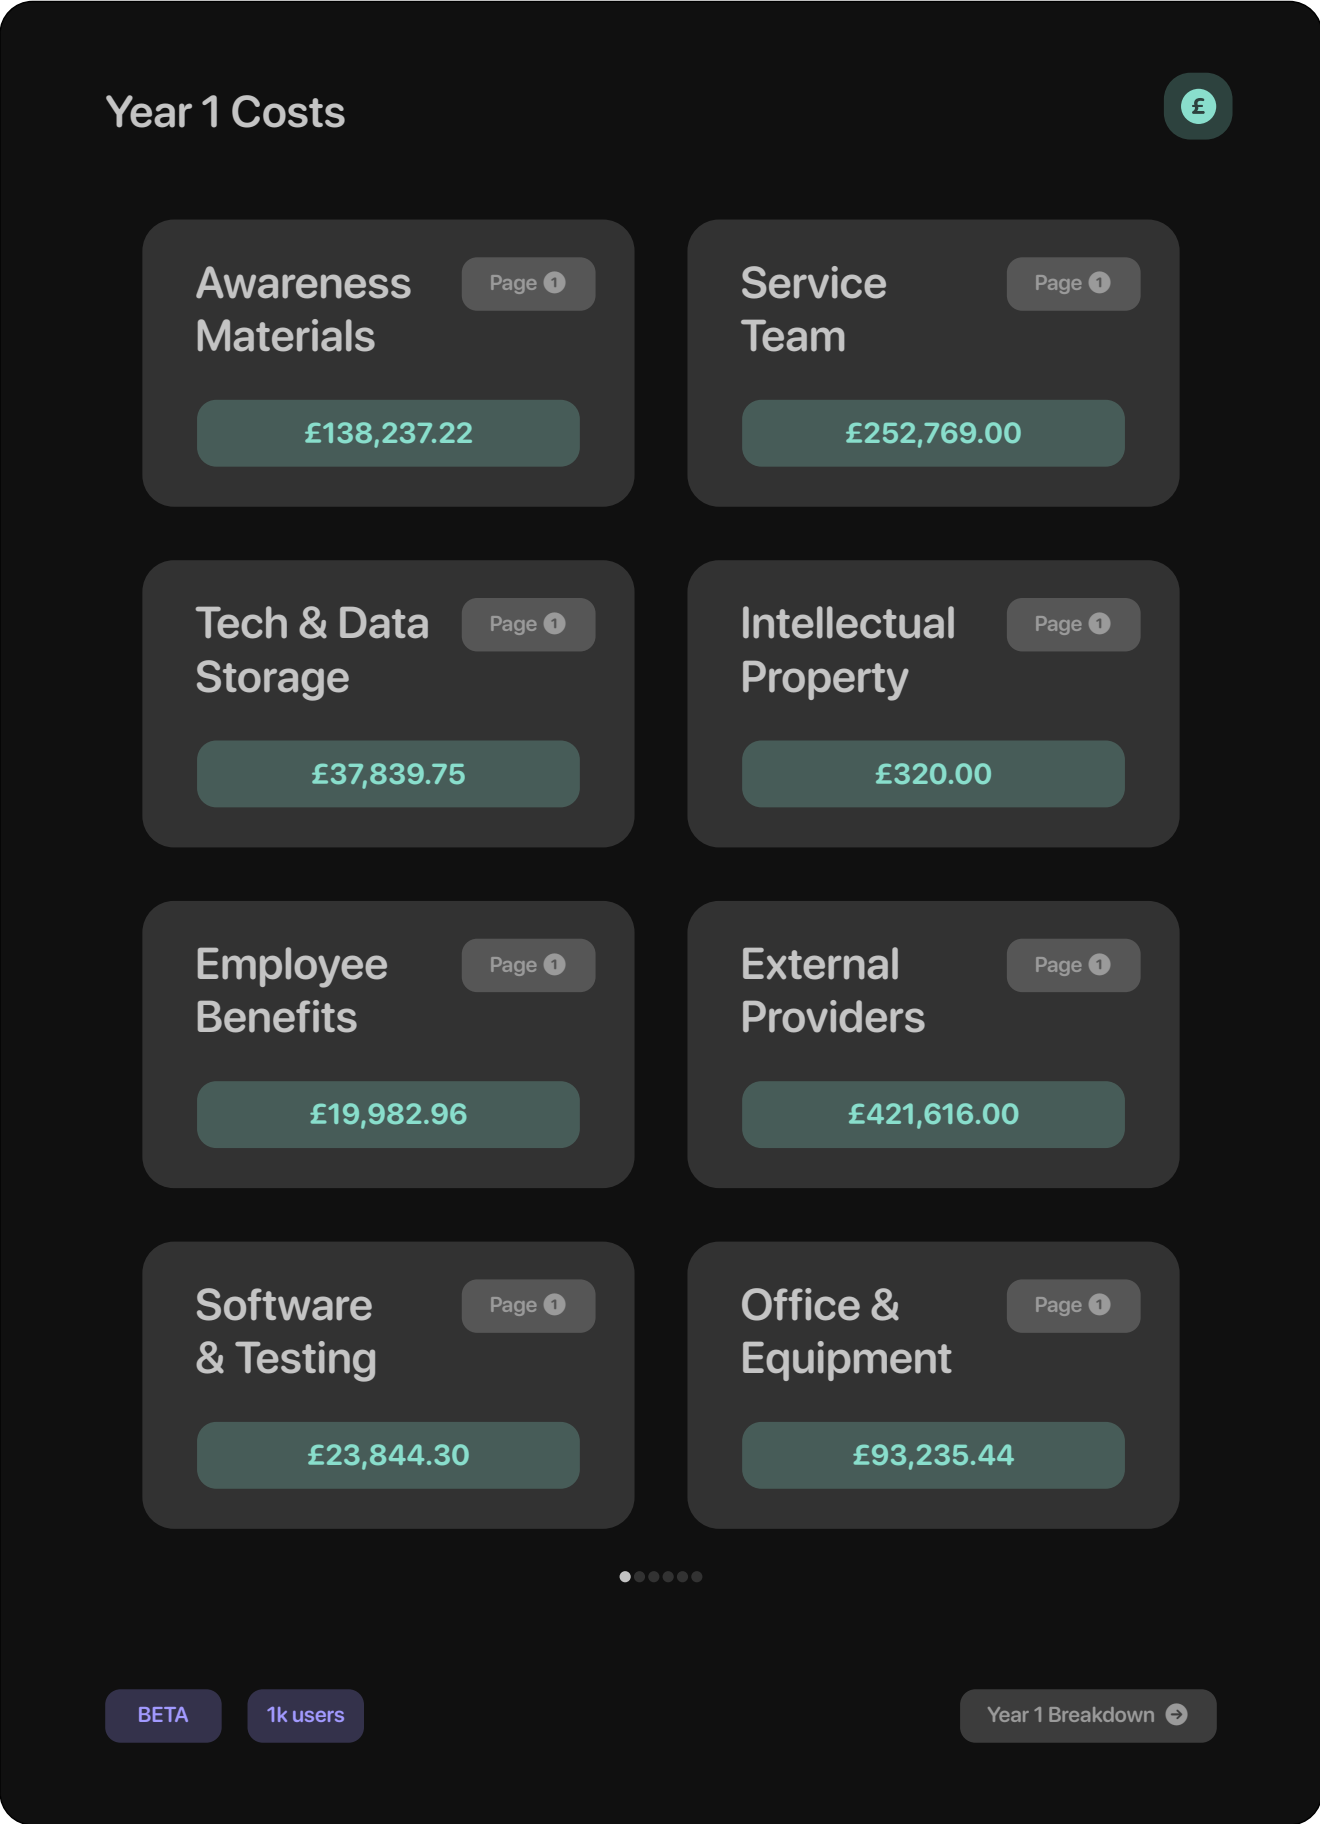 Year 1 Costs
£
Awareness
Materials
Page 1
£138,237.22
Service
Team
Page 1
£252,769.00
Tech & Data
Storage
Page 1
£37,839.75
Intellectual
Property
Page 1
£320.00
Employee
Benefits
Page 1
£19,982.96
External
Providers
Page 1
£421,616.00
Software
& Testing
Page 1
£23,844.30
Office &
Equipment
Page 1
£93,235.44
BETA
1k users
Year 1 Breakdown